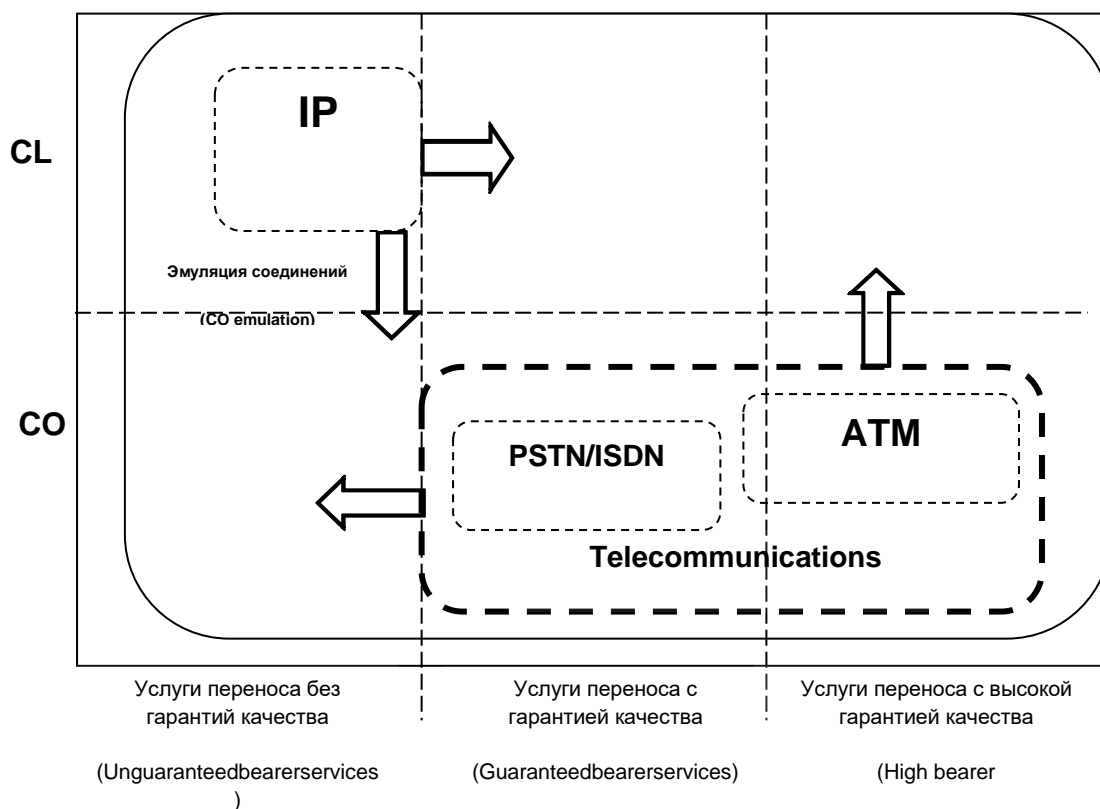 IP
CL
Эмуляция соединений
(CO emulation)
CO
ATM
PSTN/ISDN
Telecommunications
Услуги переноса без
гарантий качества
(Unguaranteedbearerservices
)
Услуги переноса с
гарантией качества
(Guaranteedbearerservices)
Услуги переноса с высокой
гарантией качества
(High bearer